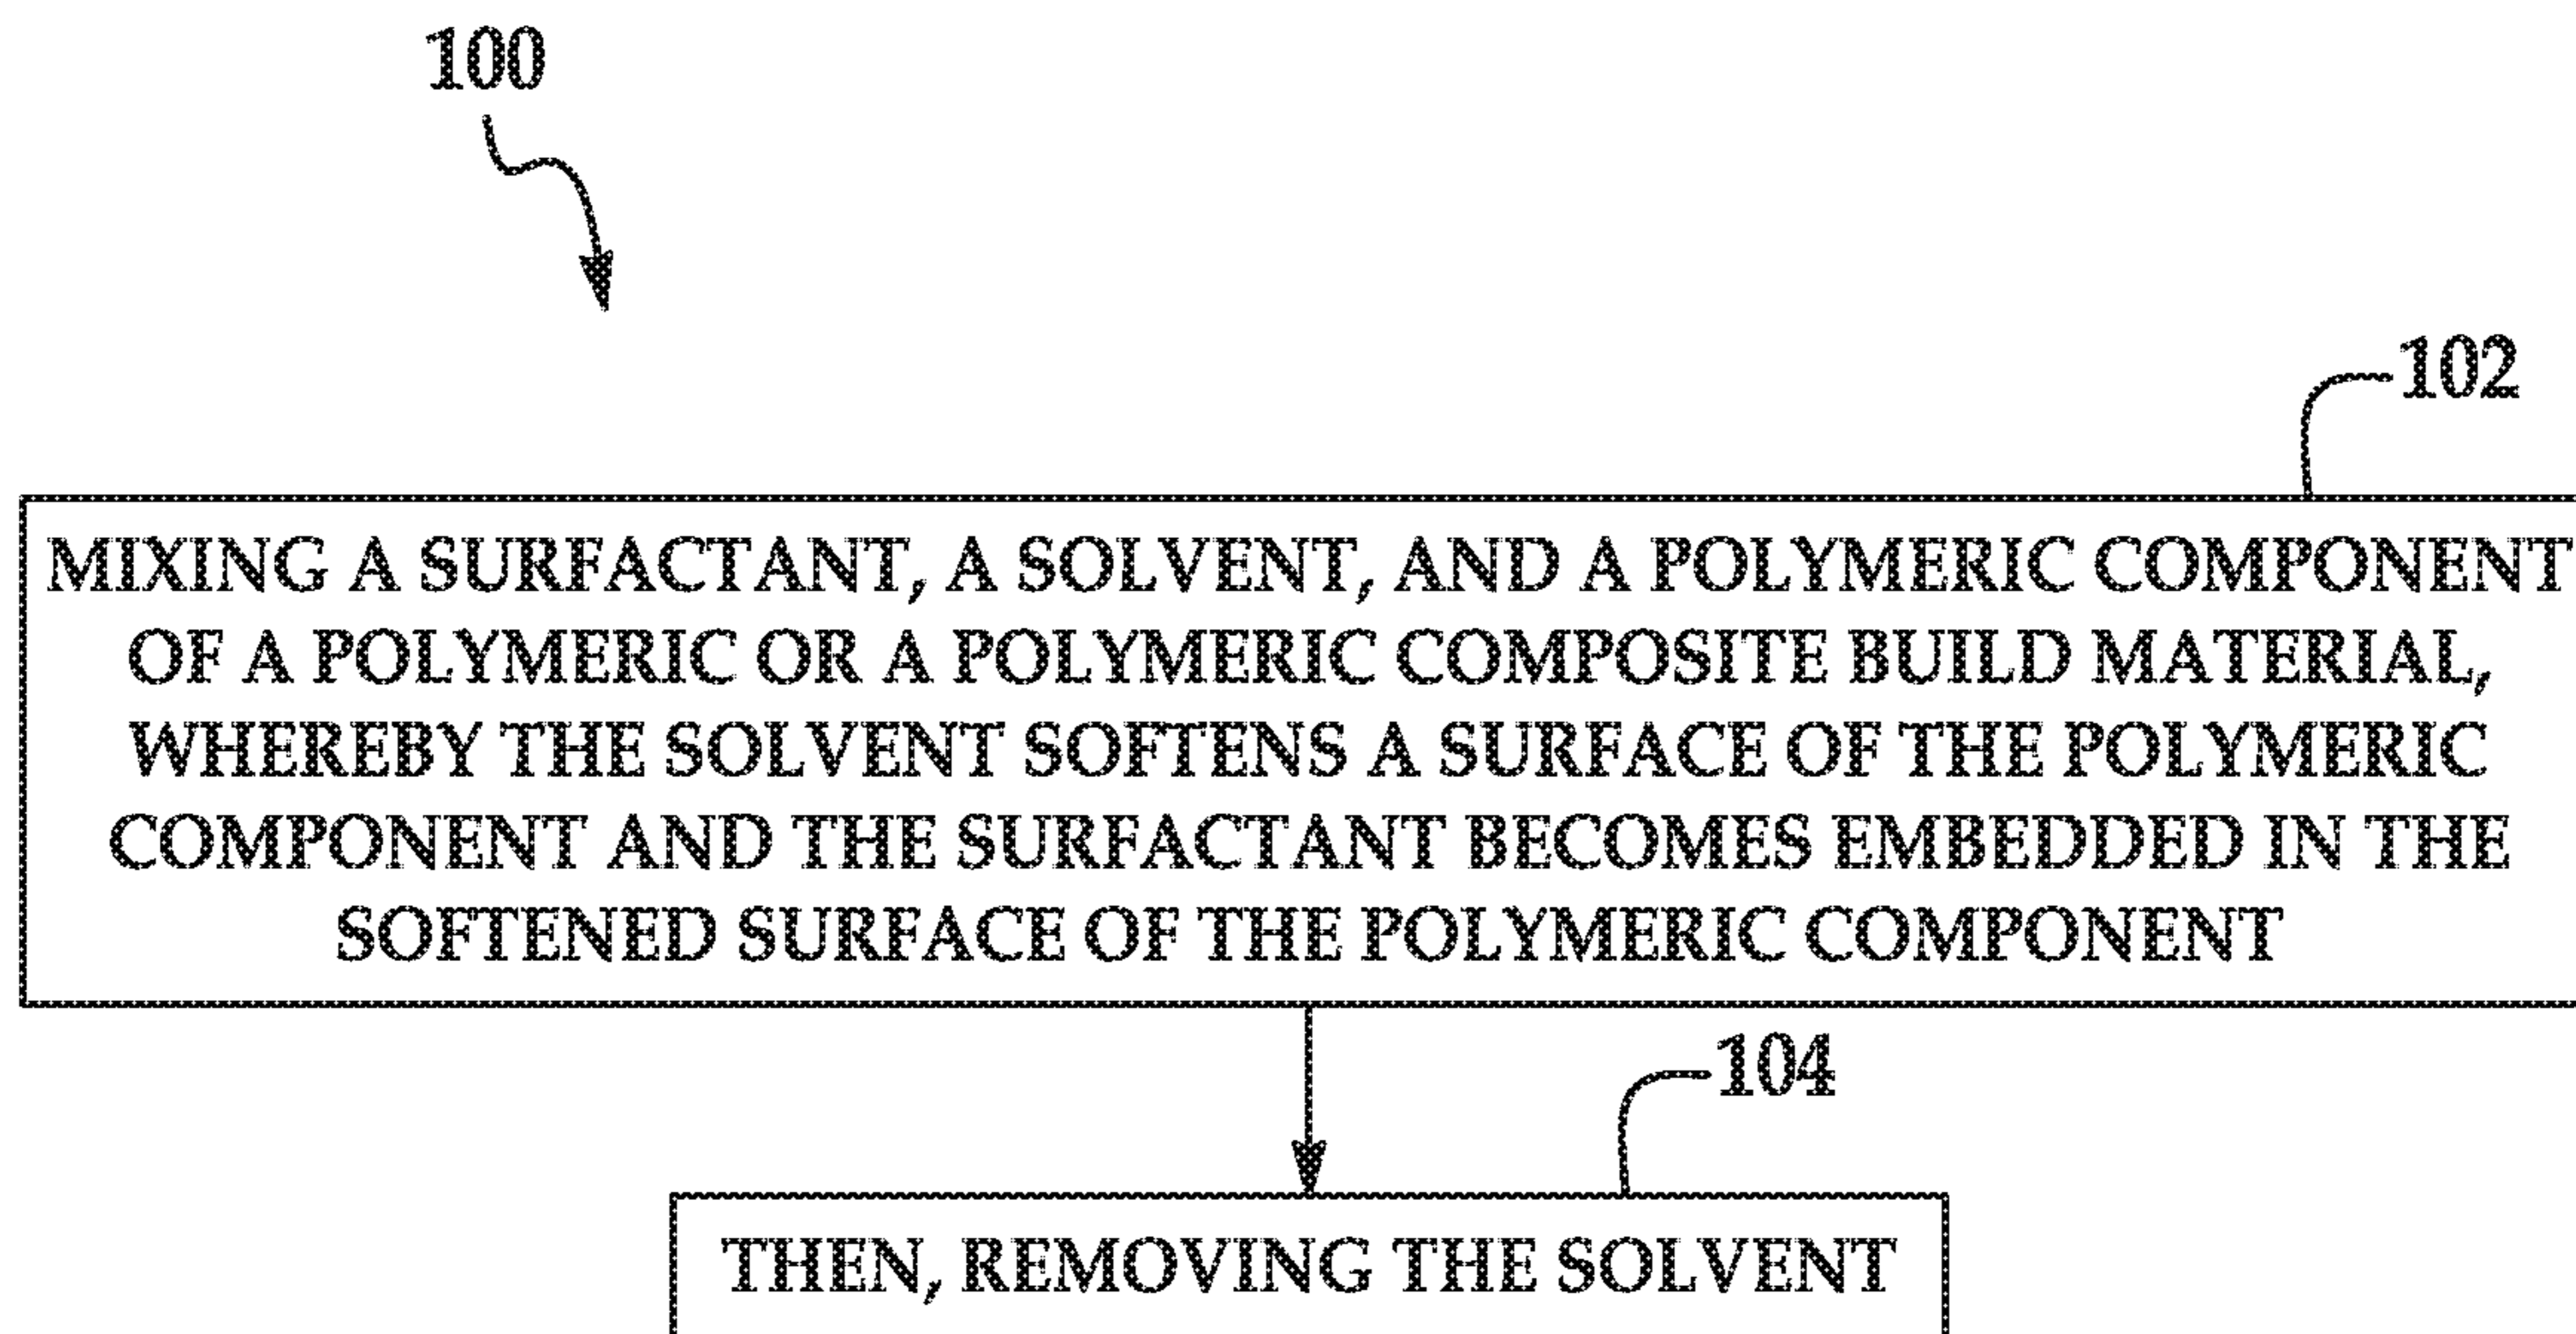 100
102
MIXING A SURFACTANT, A SOLVENT, AND A POLYMERIC COMPONENT
OF A POLYMERIC OR A POLYMERIC COMPOSITE BUILD MATERIAL,
WHEREBY THE SOLVENT SOFTENS A SURFACE OF THE POLYMERIC
COMPONENT AND THE SURFACTANT BECOMES EMBEDDED IN THE
SOFTENED SURFACE OF THE POLYMERIC COMPONENT
104
THEN, REMOVING THE SOLVENT